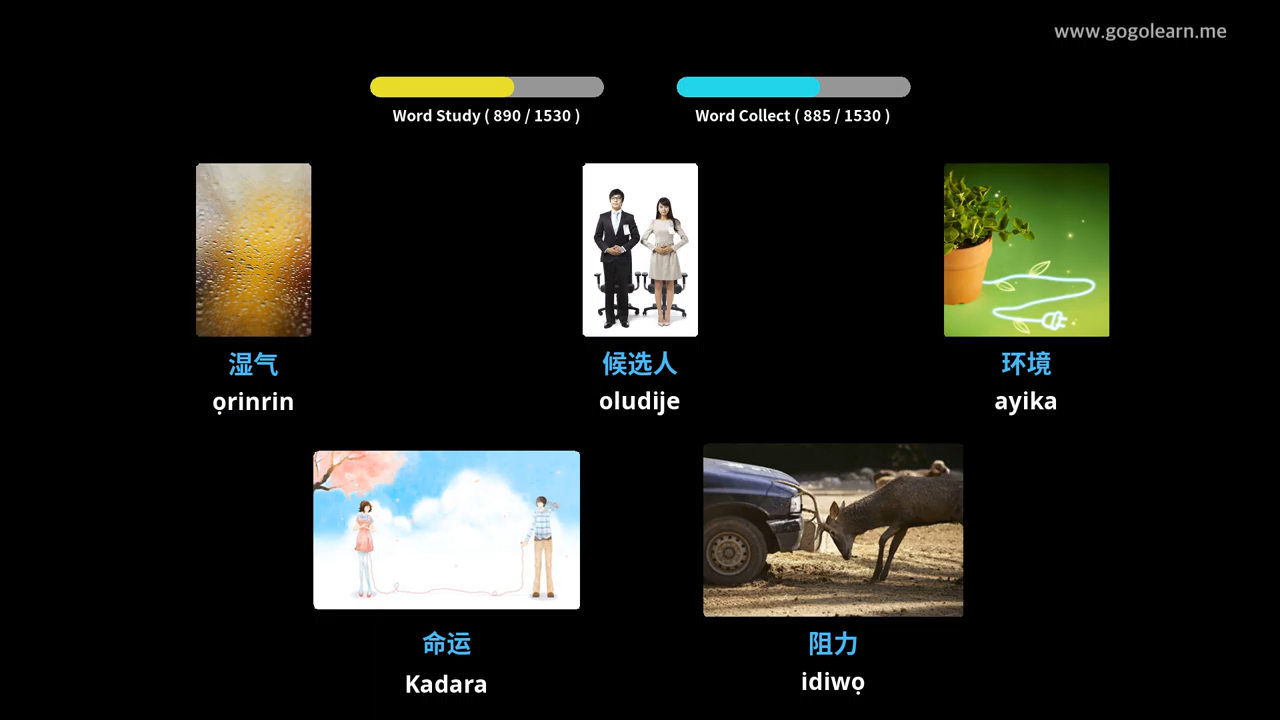 www.gogolearn.me
Word Study ( 890 / 1530 )
Word Collect ( 885 / 1530 )
湿气
ọrinrin
候选人
oludije
环境
ayika
命运
Kadara
阻力
idiwọ